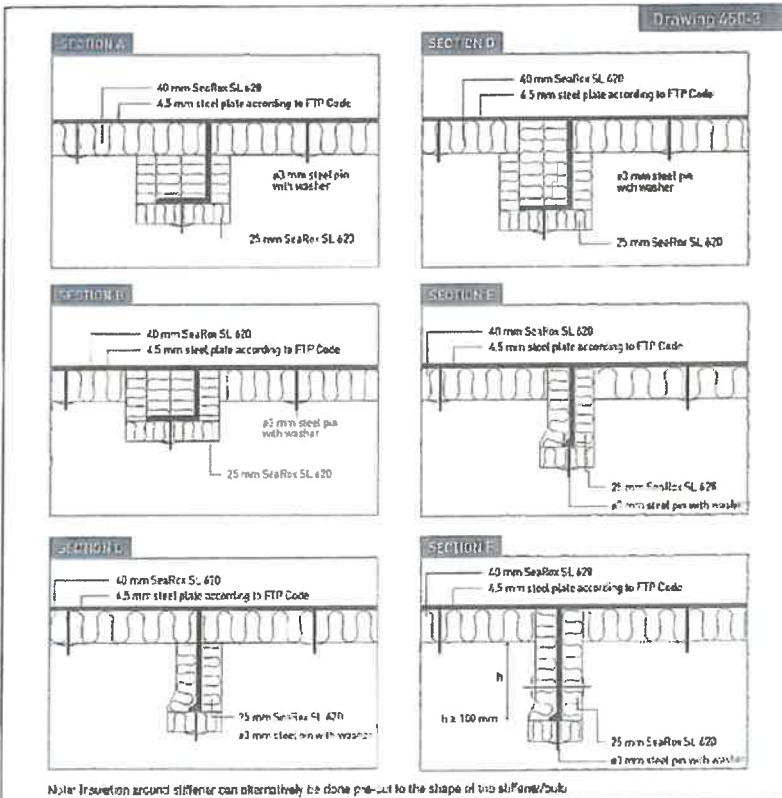 Drawing 450-3
SECTION A
40 mm SeaRox SL 620
4.5 mm steel plate according to FTP Code
ø3 mm steel pin
with washer
25 mm SeaRox SL 620
SECTION D
40 mm SeaRox SL 620
4.5 mm steel plate according to FTP Code
ø3 mm steel pin
with washer
25 mm SeaRox SL 620
SECTION B
40 mm SeaRox SL 620
4.5 mm steel plate according to FTP Code
ø3 mm steel pin
with washer
25 mm SeaRox SL 620
SECTION E
40 mm SeaRox SL 620
4.5 mm steel plate according to FTP Code
25 mm SeaRox SL 620
ø3 mm steel pin with washer
SECTION C
40 mm SeaRox SL 620
4.5 mm steel plate according to FTP Code
25 mm SeaRox SL 620
ø3 mm steel pin with washer
SECTION F
40 mm SeaRox SL 620
4.5 mm steel plate according to FTP Code
h
h ≥ 100 mm
25 mm SeaRox SL 620
ø3 mm steel pin with washer
Note: Insulation around stiffener can alternatively be done pre-cut to the shape of the stiffener/bulb